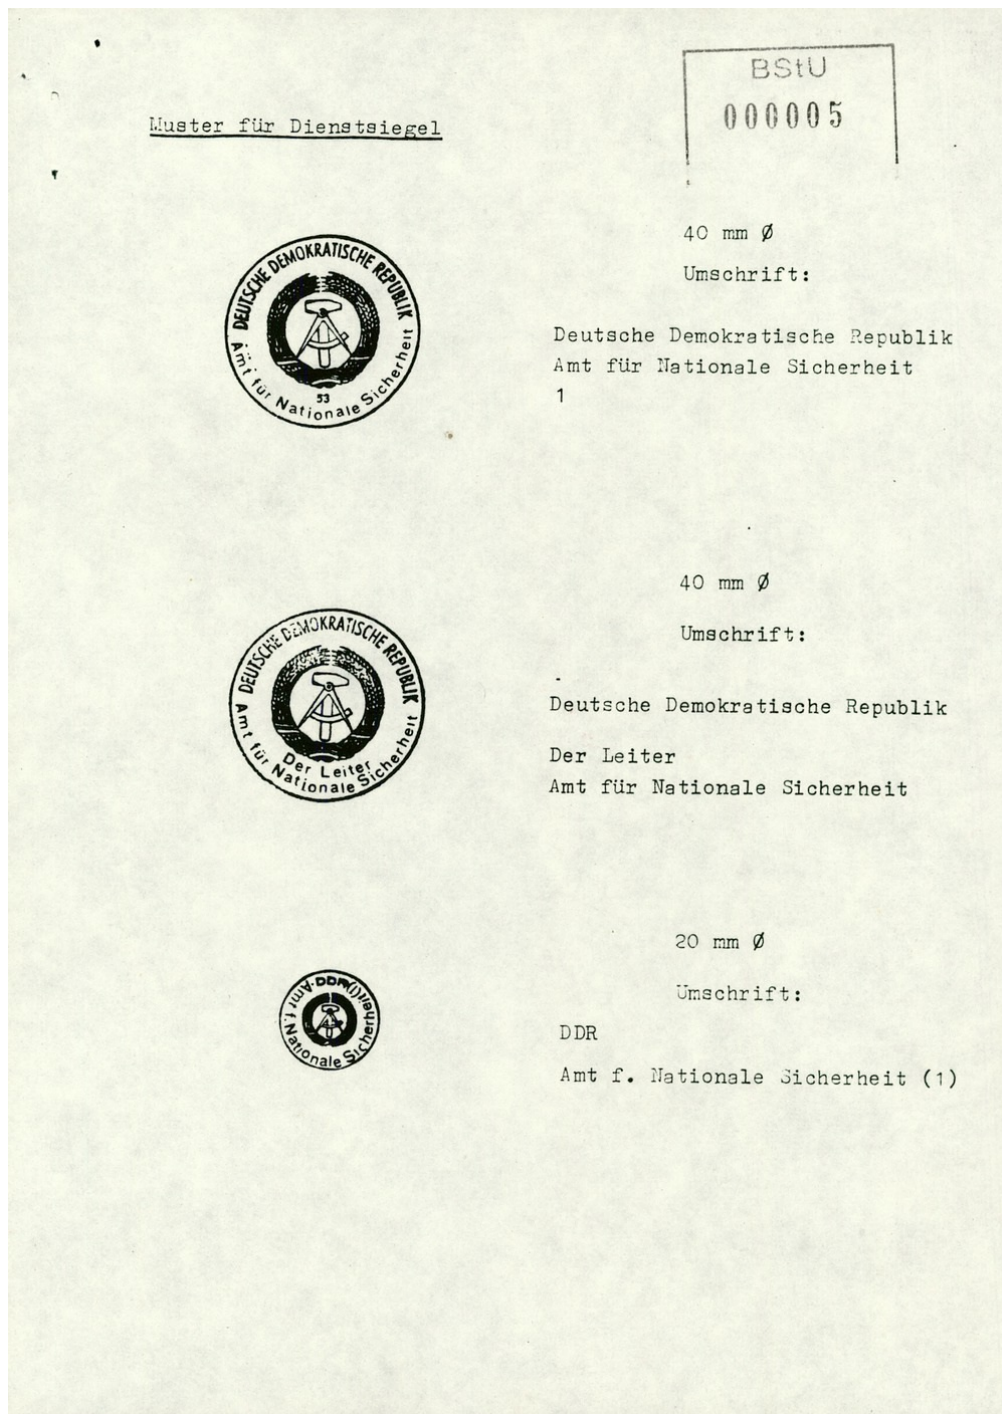 BStU
000005
Muster für Dienstsiegel
40 mm Ø
Umschrift:
DEUTSCHE DEMOKRATISCHE REPUBLIK
Amt für Nationale Sicherheit
53
Deutsche Demokratische Republik
Amt für Nationale Sicherheit
1
40 mm Ø
Umschrift:
DEUTSCHE DEMOKRATISCHE REPUBLIK
Der Leiter
Amt für Nationale Sicherheit
Deutsche Demokratische Republik
Der Leiter
Amt für Nationale Sicherheit
20 mm Ø
Umschrift:
DDR
Amt f. Nationale Sicherheit(1)
DDR
Amt f. Nationale Sicherheit (1)